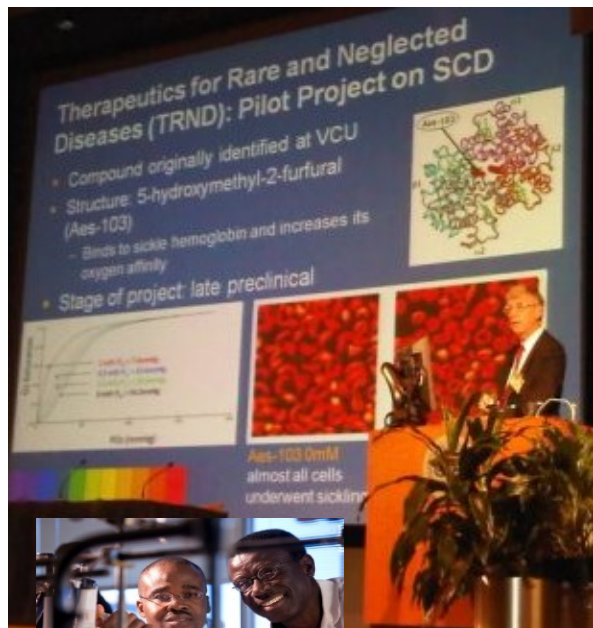 Therapeutics for Rare and Neglected
Diseases (TRND): Pilot Project on SCD
• Compound originally identified at VCU
• Structure: 5-hydroxymethyl-2-furfural
(Aes-103)
– Binds to sickle hemoglobin and increases its
oxygen affinity
• Stage of project: late preclinical
Aes-103
Aes-103 0mM
almost all cells
underwent sickling